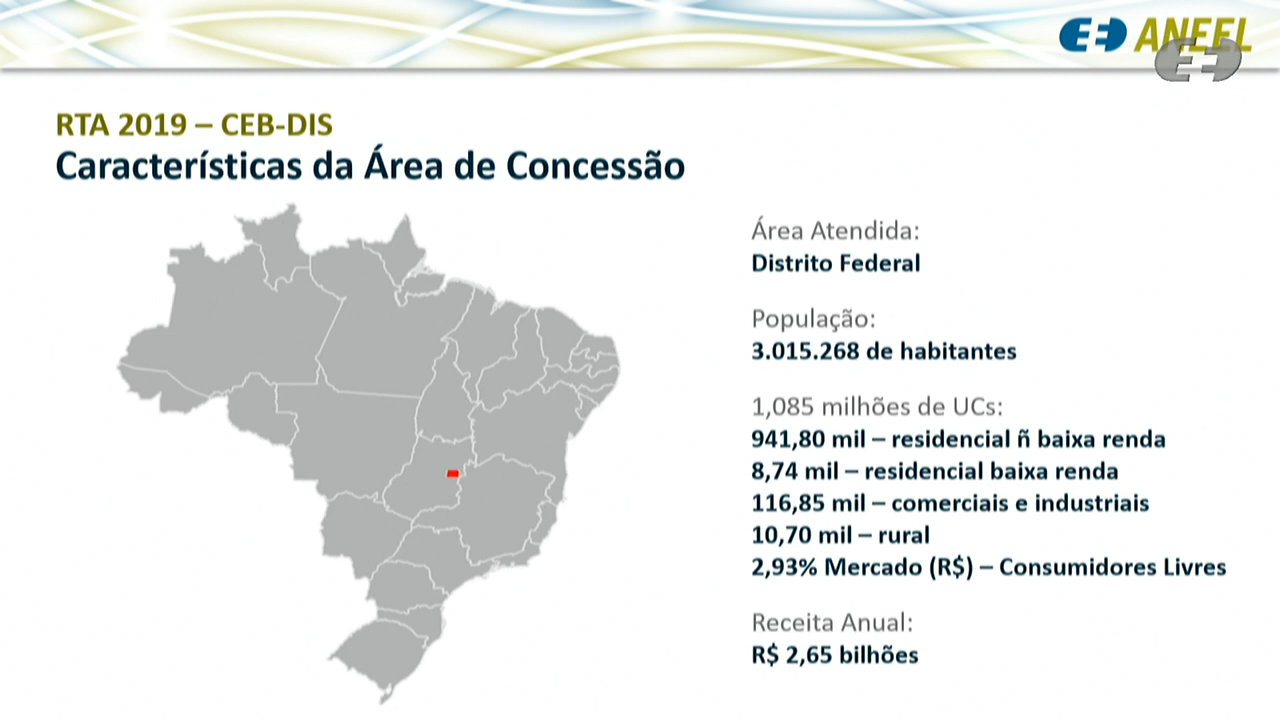 ANEEL
RTA 2019 – CEB-DIS
Características da Área de Concessão
Área Atendida:
Distrito Federal
População:
3.015.268 de habitantes
1,085 milhões de UCs:
941,80 mil – residencial ñ baixa renda
8,74 mil – residencial baixa renda
116,85 mil – comerciais e industriais
10,70 mil – rural
2,93% Mercado (R$) – Consumidores Livres
Receita Anual:
R$ 2,65 bilhões